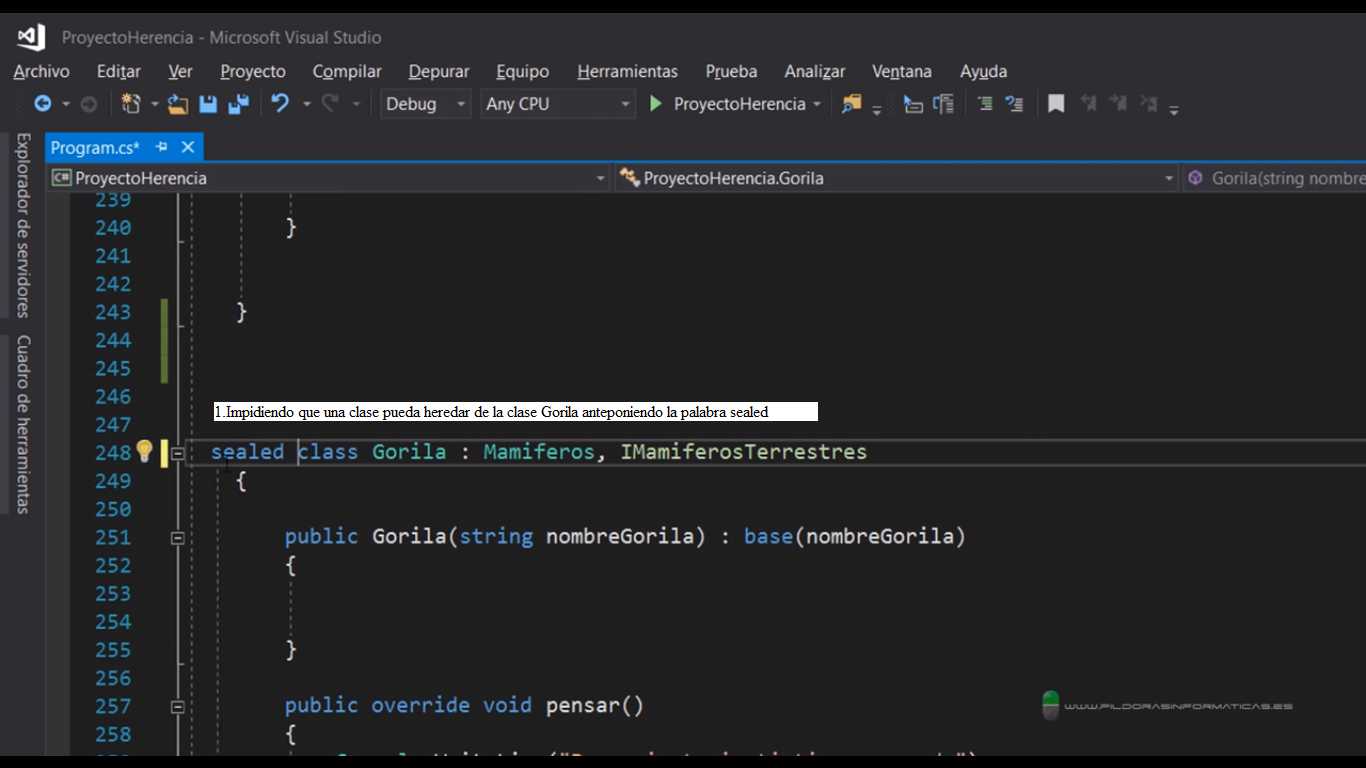 ProyectoHerencia - Microsoft Visual Studio
Archivo Editar Ver Proyecto Compilar Depurar Equipo Herramientas Prueba Analizar Ventana Ayuda
Debug Any CPU ProyectoHerencia
Explorador de servidores
Cuadro de herramientas
Program.cs*
C# ProyectoHerencia ProyectoHerencia.Gorila Gorila(string nombre
239
240 }
241
242
243 }
244
245
246
1.Impidiendo que una clase pueda heredar de la clase Gorila anteponiendo la palabra sealed
247
248 sealed class Gorila : Mamiferos, IMamiferosTerrestres
249 {
250
251 public Gorila(string nombreGorila) : base(nombreGorila)
252 {
253
254
255 }
256
257 public override void pensar()
258 {
WWW.PILDORASINFORMATICAS.ES